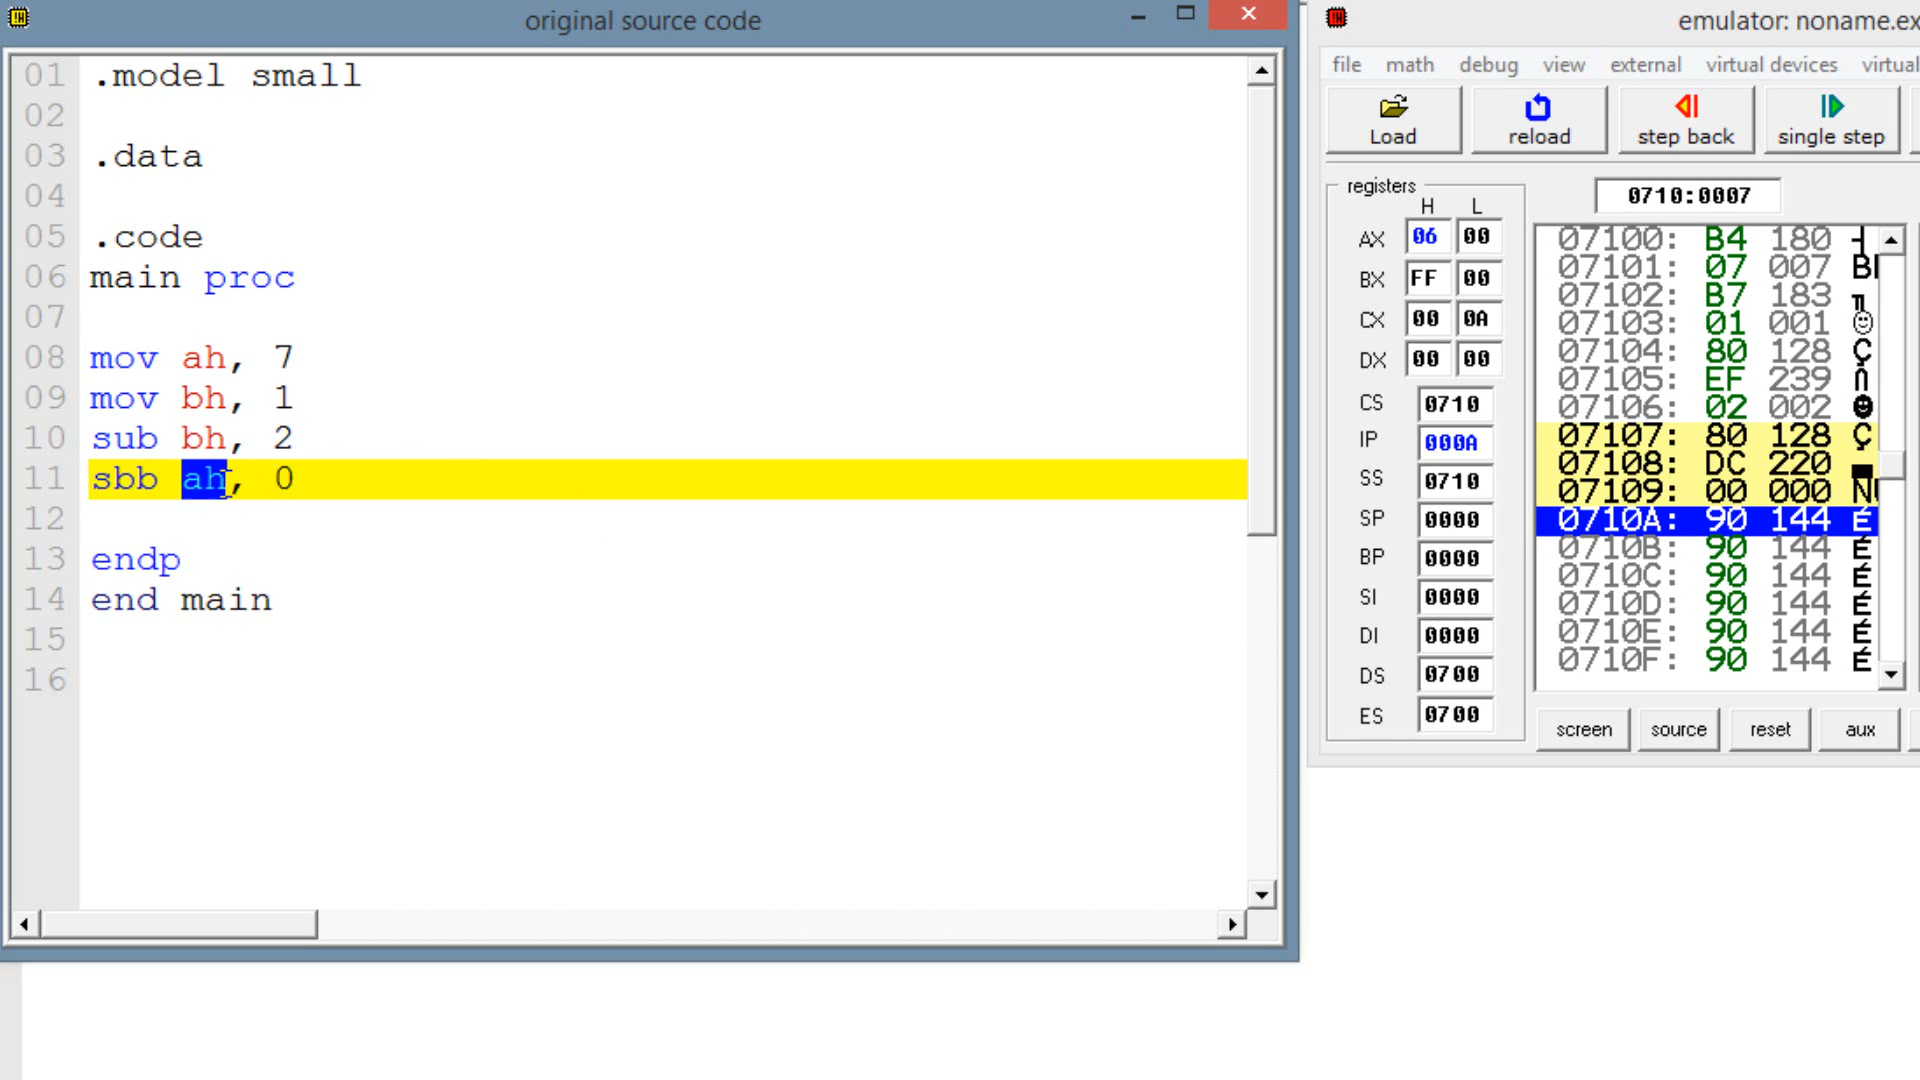 original source code
01 .model small
02
03 .data
04
05 .code
06 main proc
07
08 mov ah, 7
09 mov bh, 1
10 sub bh, 2
11 sbb ah, 0
12
13 endp
14 end main
15
16
emulator: noname.ex
file math debug view external virtual devices virtual
Load reload step back single step
registers
H L
0710:0007
AX 06 00
BX FF 00
CX 00 0A
DX 00 00
CS 0710
IP 000A
SS 0710
SP 0000
BP 0000
SI 0000
DI 0000
DS 0700
ES 0700
07100: B4 180 ┤
07101: 07 007
07102: B7 183 ╖
07103: 01 001 ☺
07104: 80 128 Ç
07105: EF 239 ∩
07106: 02 002 ☻
07107: 80 128 Ç
07108: DC 220 ▄
07109: 00 000
0710A: 90 144 É
0710B: 90 144 É
0710C: 90 144 É
0710D: 90 144 É
0710E: 90 144 É
0710F: 90 144 É
screen source reset aux